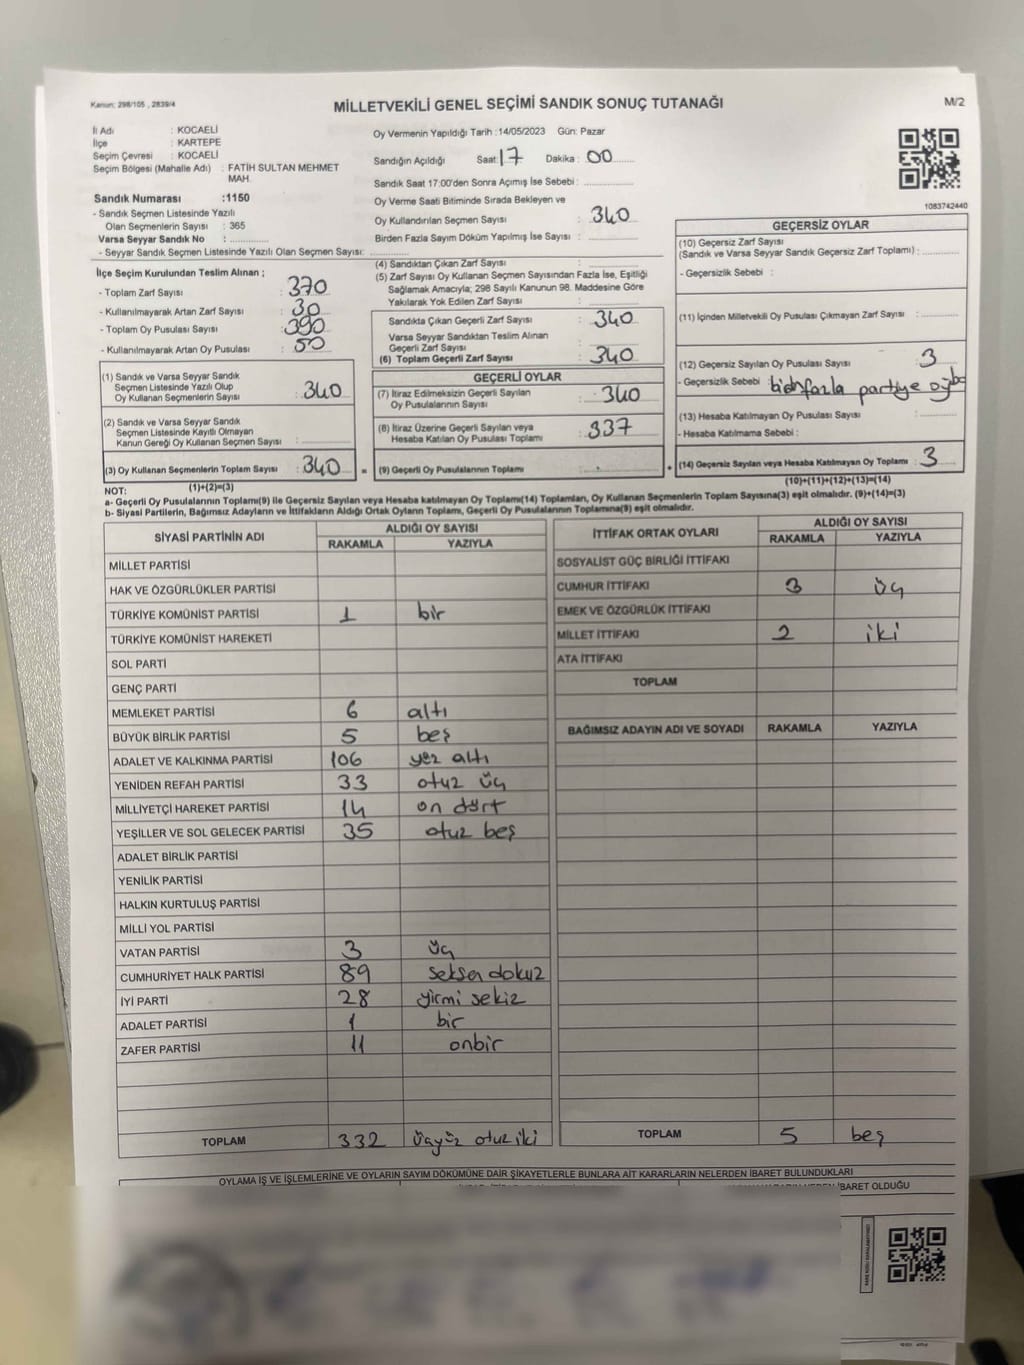 Kanun: 298/105 , 2839/4
MİLLETVEKİLİ GENEL SEÇİMİ SANDIK SONUÇ TUTANAĞI
M/2
İl Adı : KOCAELİ
İlçe : KARTEPE
Seçim Çevresi : KOCAELİ
Seçim Bölgesi (Mahalle Adı) : FATİH SULTAN MEHMET
MAH.
Sandık Numarası :1150
- Sandık Seçmen Listesinde Yazılı
Olan Seçmenlerin Sayısı : 365
Varsa Seyyar Sandık No :
- Seyyar Sandık Seçmen Listesinde Yazılı Olan Seçmen Sayısı:
Oy Vermenin Yapıldığı Tarih :14/05/2023 Gün: Pazar
Sandığın Açıldığı Saat 17 Dakika : 00
Sandık Saat 17:00'den Sonra Açımış İse Sebebi :
Oy Verme Saati Bitiminde Sırada Bekleyen ve
Oy Kullandırılan Seçmen Sayısı : 340
Birden Fazla Sayım Döküm Yapılmış İse Sayısı :
1083742440
İlçe Seçim Kurulundan Teslim Alınan ;
- Toplam Zarf Sayısı : 370
- Kullanılmayarak Artan Zarf Sayısı : 30
- Toplam Oy Pusulası Sayısı : 390
- Kullanılmayarak Artan Oy Pusulası : 50
(1) Sandık ve Varsa Seyyar Sandık
Seçmen Listesinde Yazılı Olup
Oy Kullanan Seçmenlerin Sayısı : 340
(2) Sandık ve Varsa Seyyar Sandık
Seçmen Listesinde Kayıtlı Olmayan
Kanun Gereği Oy Kullanan Seçmen Sayısı :
(3) Oy Kullanan Seçmenlerin Toplam Sayısı : 340
(1)+(2)=(3)
(4) Sandıktan Çıkan Zarf Sayısı :
(5) Zarf Sayısı Oy Kullanan Seçmen Sayısından Fazla İse, Eşitliği
Sağlamak Amacıyla; 298 Sayılı Kanunun 98. Maddesine Göre
Yakılarak Yok Edilen Zarf Sayısı :
Sandıkta Çıkan Geçerli Zarf Sayısı : 340
Varsa Seyyar Sandıktan Teslim Alınan
Geçerli Zarf Sayısı :
(6) Toplam Geçerli Zarf Sayısı : 340
GEÇERLİ OYLAR
(7) İtiraz Edilmeksizin Geçerli Sayılan
Oy Pusulalarının Sayısı : 340
(8) İtiraz Üzerine Geçerli Sayılan veya
Hesaba Katılan Oy Pusulası Toplamı : 337
= (9) Geçerli Oy Pusulalarının Toplamı :
GEÇERSİZ OYLAR
(10) Geçersiz Zarf Sayısı
(Sandık ve Varsa Seyyar Sandık Geçersiz Zarf Toplamı) :
- Geçersizlik Sebebi :
(11) İçinden Milletvekili Oy Pusulası Çıkmayan Zarf Sayısı :
(12) Geçersiz Sayılan Oy Pusulası Sayısı : 3
- Geçersizlik Sebebi : partiye
(13) Hesaba Katılmayan Oy Pusulası Sayısı :
- Hesaba Katılmama Sebebi :
+ (14) Geçersiz Sayılan veya Hesaba Katılmayan Oy Toplamı : 3
(10)+(11)+(12)+(13)=(14)
NOT:
a- Geçerli Oy Pusulalarının Toplamı(9) ile Geçersiz Sayılan veya Hesaba katılmayan Oy Toplamı(14) Toplamları, Oy Kullanan Seçmenlerin Toplam Sayısına(3) eşit olmalıdır. (9)+(14)=(3)
b- Siyasi Partilerin, Bağımsız Adayların ve İttifakların Aldığı Ortak Oyların Toplamı, Geçerli Oy Pusulalarının Toplamına(9) eşit olmalıdır.
SİYASİ PARTİNİN ADI ALDIĞI OY SAYISI
RAKAMLA YAZIYLA
MİLLET PARTİSİ
HAK VE ÖZGÜRLÜKLER PARTİSİ
TÜRKİYE KOMÜNİST PARTİSİ 1 bir
TÜRKİYE KOMÜNİST HAREKETİ
SOL PARTİ
GENÇ PARTİ
MEMLEKET PARTİSİ 6 altı
BÜYÜK BİRLİK PARTİSİ 5 beş
ADALET VE KALKINMA PARTİSİ 106 yüz altı
YENİDEN REFAH PARTİSİ 33 otuz üç
MİLLİYETÇİ HAREKET PARTİSİ 14 on dört
YEŞİLLER VE SOL GELECEK PARTİSİ 35 otuz beş
ADALET BİRLİK PARTİSİ
YENİLİK PARTİSİ
HALKIN KURTULUŞ PARTİSİ
MİLLİ YOL PARTİSİ
VATAN PARTİSİ 3 üç
CUMHURİYET HALK PARTİSİ 89 seksen dokuz
İYİ PARTİ 28 yirmi sekiz
ADALET PARTİSİ 1 bir
ZAFER PARTİSİ 11 onbir
TOPLAM 332 üçyüz otuz iki
İTTİFAK ORTAK OYLARI ALDIĞI OY SAYISI
RAKAMLA YAZIYLA
SOSYALİST GÜÇ BİRLİĞİ İTTİFAKI
CUMHUR İTTİFAKI 3 üç
EMEK VE ÖZGÜRLÜK İTTİFAKI
MİLLET İTTİFAKI 2 iki
ATA İTTİFAKI
TOPLAM
BAĞIMSIZ ADAYIN ADI VE SOYADI RAKAMLA YAZIYLA
TOPLAM 5 beş
OYLAMA İŞ VE İŞLEMLERİNE VE OYLARIN SAYIM DÖKÜMÜNE DAİR ŞİKAYETLERLE BUNLARA AİT KARARLARIN NELERDEN İBARET BULUNDUKLARI
İBARET OLDUĞU